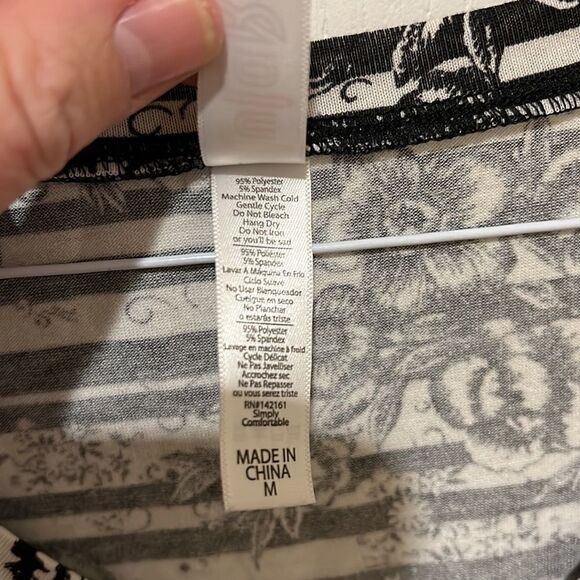 95% Polyester
5% Spandex
Machine Wash Cold
Gentle Cycle
Do Not Bleach
Hang Dry
Do Not Iron
or you'll be sad
95% Poliéster
5% Spandex
Lavar A Máquina En Frío
Ciclo Suave
No Usar Blanqueador
Cuelgue en seco
No Planchar
o estarás triste
95% Polyester
5% Spandex
Lavage en machine à froid
Cycle Délicat
Ne Pas Javelliser
Accrochez sec
Ne Pas Repasser
ou vous serez triste
RN#142161
Simply
Comfortable
MADE IN
CHINA
M